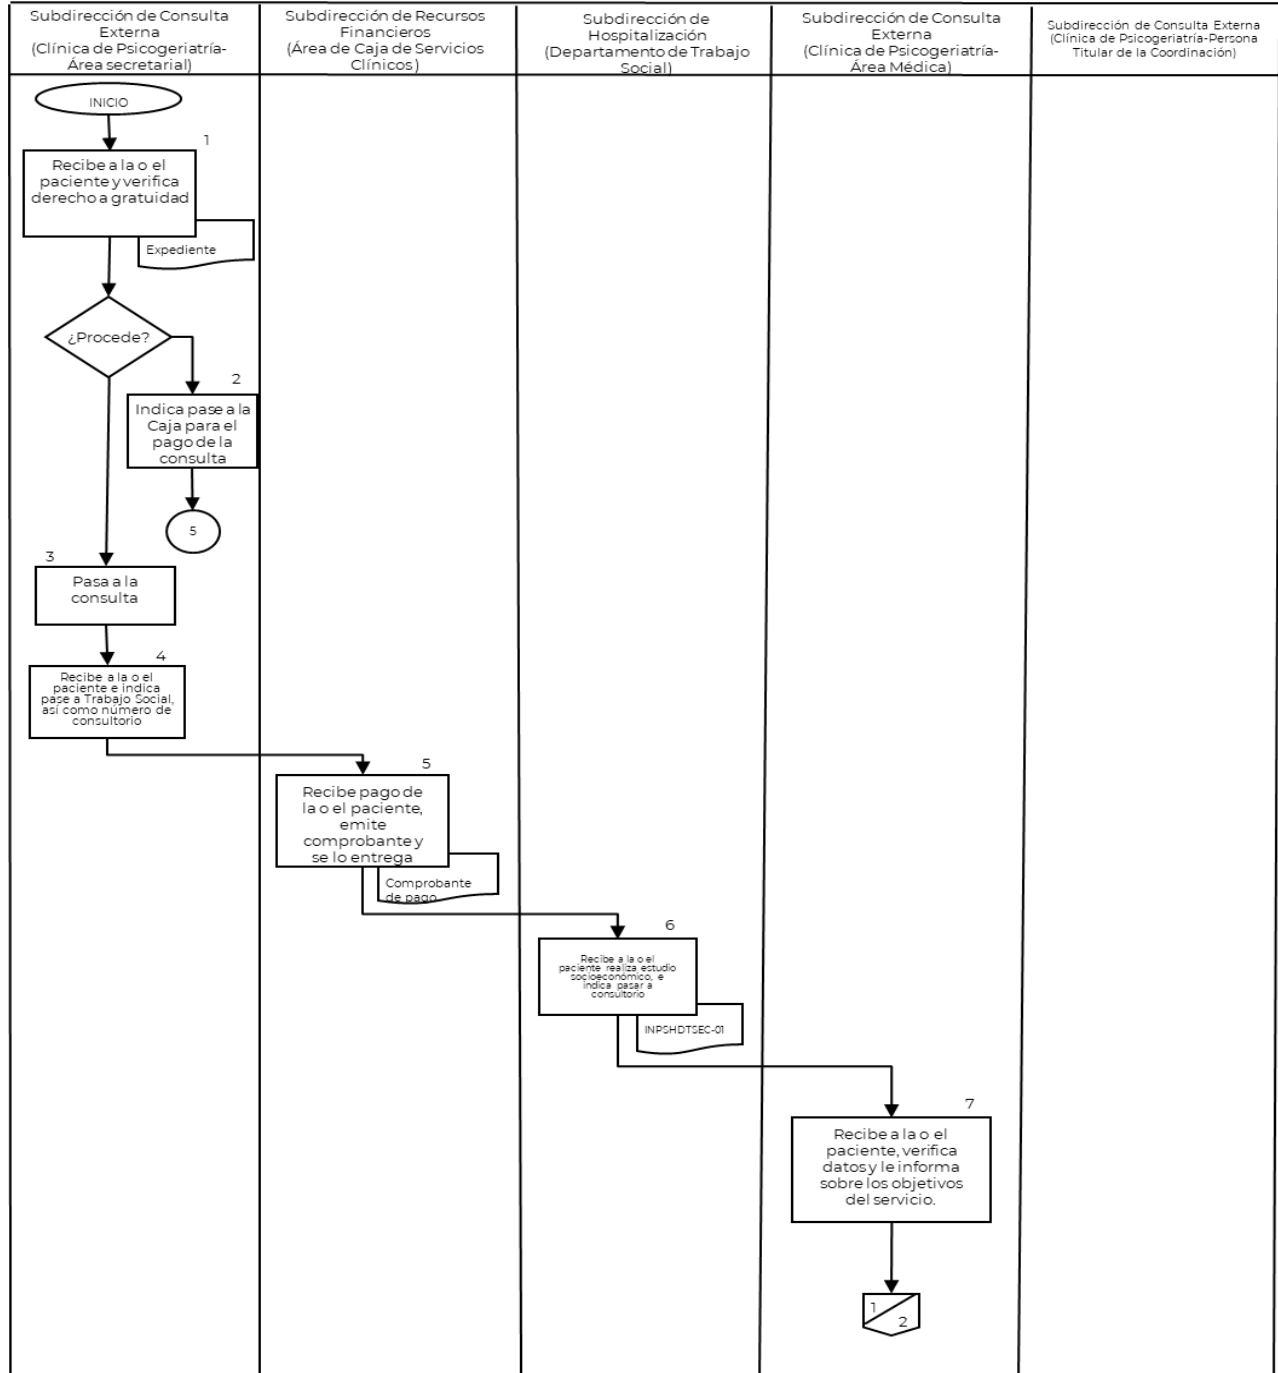 Subdirección de Consulta
Externa
(Clínica de Psicogeriatría-
Área secretarial)
Subdirección de Recursos
Financieros
(Área de Caja de Servicios
Clínicos)
Subdirección de
Hospitalización
(Departamento de Trabajo
Social)
Subdirección de Consulta
Externa
(Clínica de Psicogeriatría-
Área Médica)
Subdirección de Consulta Externa
(Clínica de Psicogeriatría-Persona
Titular de la Coordinación)
INICIO
1
Recibe a la o el
paciente y verifica
derecho a gratuidad
Expediente
¿Procede?
2
Indica pase a la
Caja para el
pago de la
consulta
5
3
Pasa a la
consulta
4
Recibe a la o el
paciente e indica
pase a Trabajo Social,
así como número de
consultorio
5
Recibe pago de
la o el paciente,
emite
comprobante y
se lo entrega
Comprobante
de pago
6
Recibe a la o el
paciente realiza estudio
socioeconómico, e
indica pasar a
consultorio
INPSHDTSEC-01
7
Recibe a la o el
paciente, verifica
datos y le informa
sobre los objetivos
del servicio.
1
2